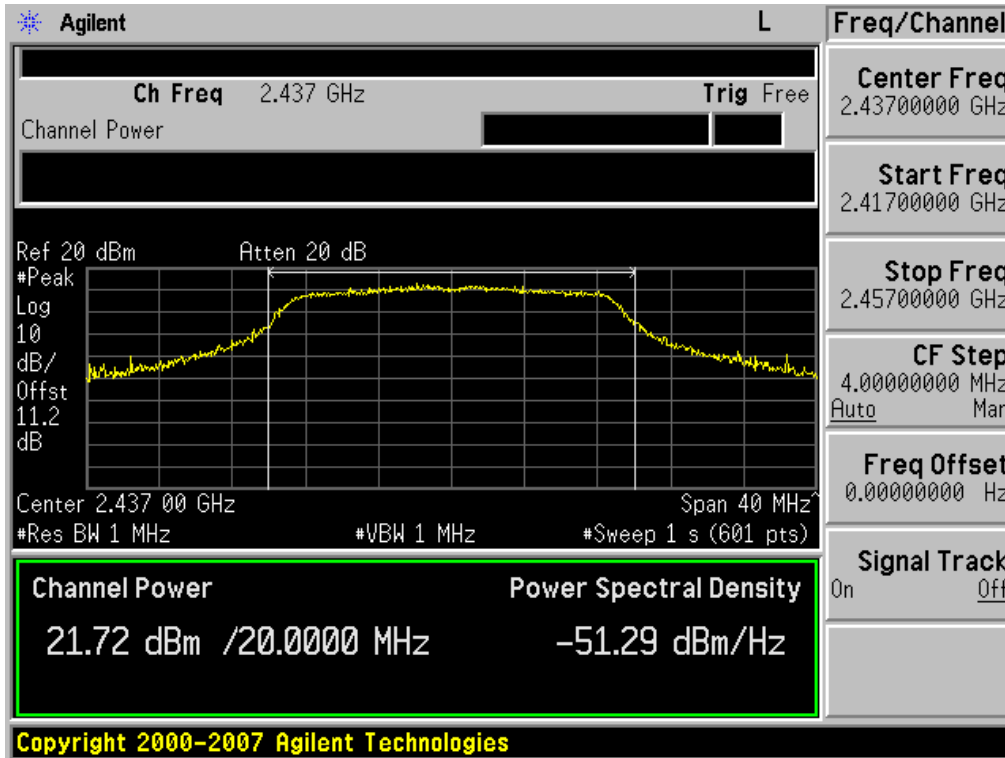 Agilent L Freq/Channel
Ch Freq 2.437 GHz Trig Free
Channel Power
Center Freq
2.43700000 GHz
Start Freq
2.41700000 GHz
Stop Freq
2.45700000 GHz
CF Step
4.00000000 MHz
Auto Man
Freq Offset
0.00000000 Hz
Signal Track
On Off
Ref 20 dBm Atten 20 dB
#Peak
Log
10
dB/
Offst
11.2
dB
Center 2.437 00 GHz Span 40 MHz^
#Res BW 1 MHz #VBW 1 MHz #Sweep 1 s (601 pts)
Channel Power Power Spectral Density
21.72 dBm /20.0000 MHz -51.29 dBm/Hz
Copyright 2000-2007 Agilent Technologies